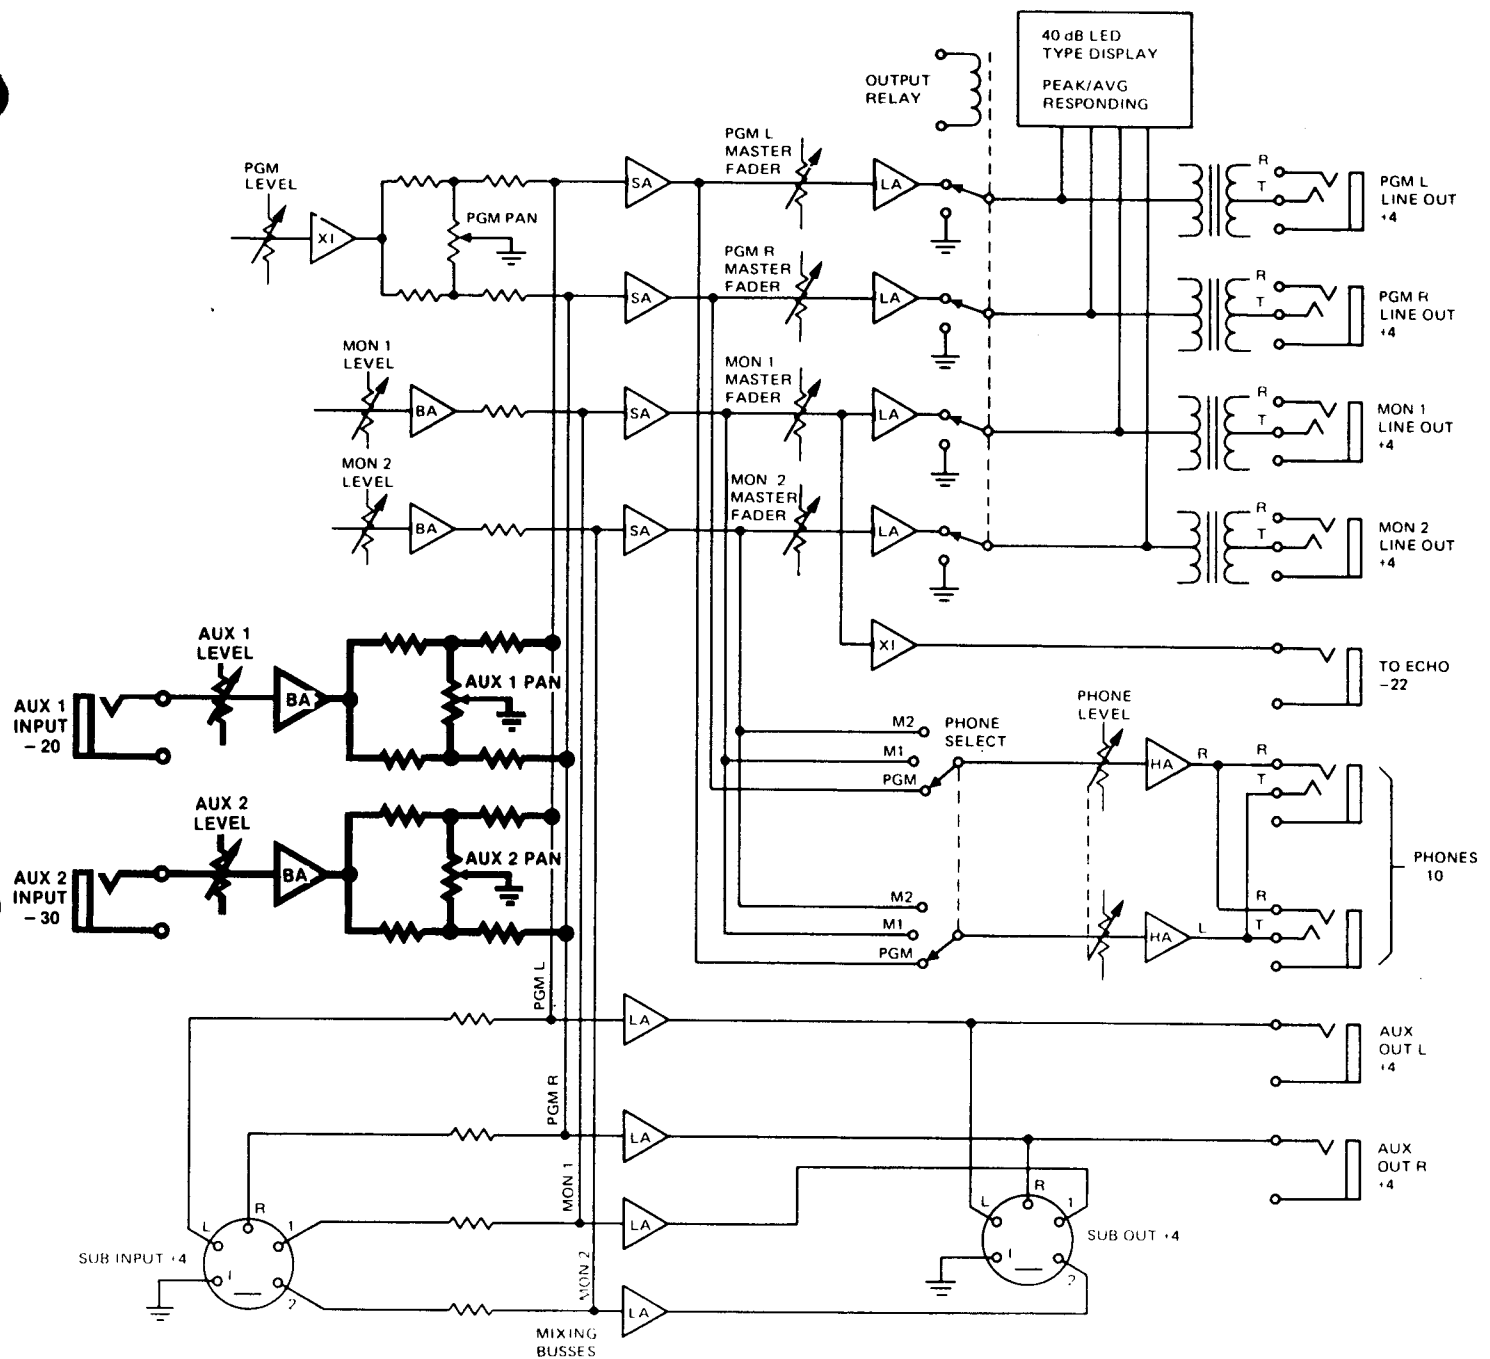 40 dB LED
TYPE DISPLAY
PEAK/AVG
RESPONDING
OUTPUT
RELAY
PGM
LEVEL
XI
PGM PAN
SA
PGM L
MASTER
FADER
LA
R
T
PGM L
LINE OUT
+4
SA
PGM R
MASTER
FADER
LA
R
T
PGM R
LINE OUT
+4
MON 1
LEVEL
BA
SA
MON 1
MASTER
FADER
LA
R
T
MON 1
LINE OUT
+4
MON 2
LEVEL
BA
SA
MON 2
MASTER
FADER
LA
R
T
MON 2
LINE OUT
+4
XI
TO ECHO
-22
AUX 1
INPUT
-20
AUX 1
LEVEL
BA
AUX 1 PAN
AUX 2
INPUT
-30
AUX 2
LEVEL
BA
AUX 2 PAN
M2
M1
PGM
PHONE
SELECT
PHONE
LEVEL
HA
R
R
T
M2
M1
PGM
HA
L
R
T
PHONES
10
PGM L
LA
AUX
OUT L
+4
PGM R
LA
AUX
OUT R
+4
MON 1
LA
MON 2
LA
SUB INPUT +4
L
R
1
2
I
L
R
1
2
I
SUB OUT +4
MIXING
BUSSES